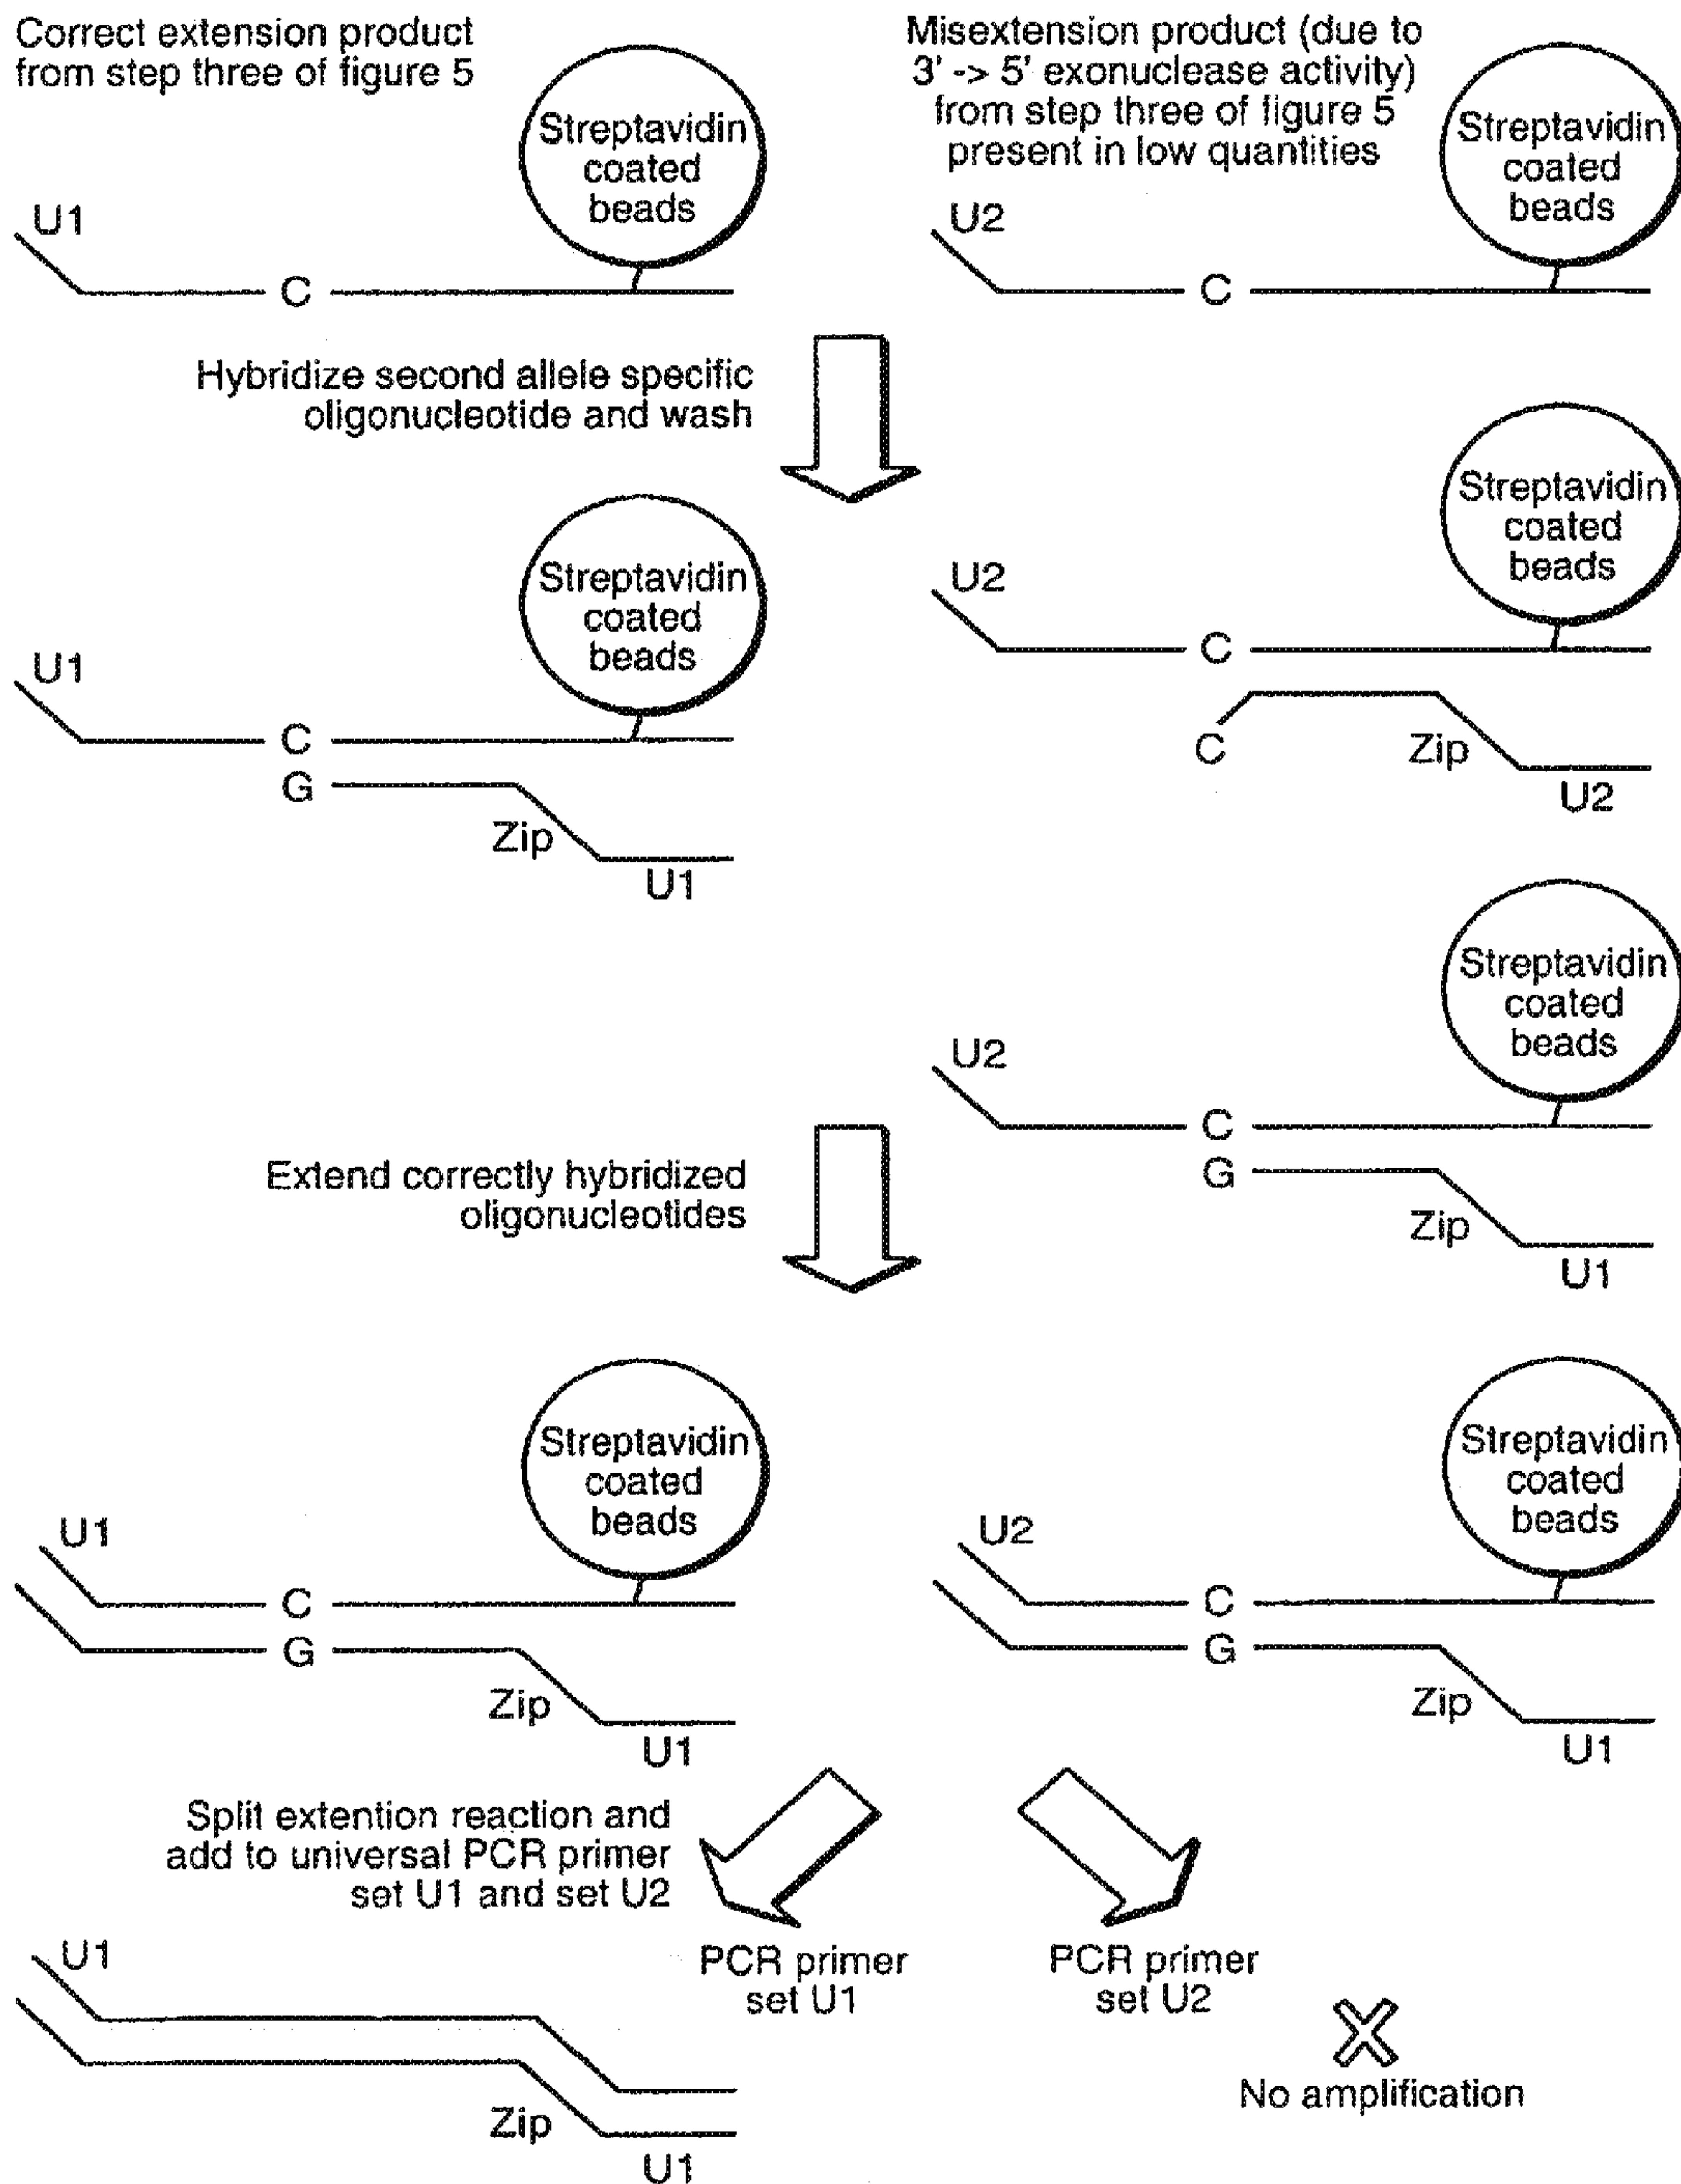 Correct extension product
from step three of figure 5
Misextension product (due to
3' -> 5' exonuclease activity)
from step three of figure 5
present in low quantities
Streptavidin
coated
beads
Streptavidin
coated
beads
U1
U2
C
C
Hybridize second allele specific
oligonucleotide and wash
Streptavidin
coated
beads
Streptavidin
coated
beads
U1
U2
C
G
Zip
U1
C
C
Zip
U2
Streptavidin
coated
beads
U2
C
G
Zip
U1
Extend correctly hybridized
oligonucleotides
Streptavidin
coated
beads
Streptavidin
coated
beads
U1
U2
C
G
Zip
U1
C
G
Zip
U1
Split extention reaction and
add to universal PCR primer
set U1 and set U2
PCR primer
set U1
PCR primer
set U2
U1
Zip
U1
No amplification